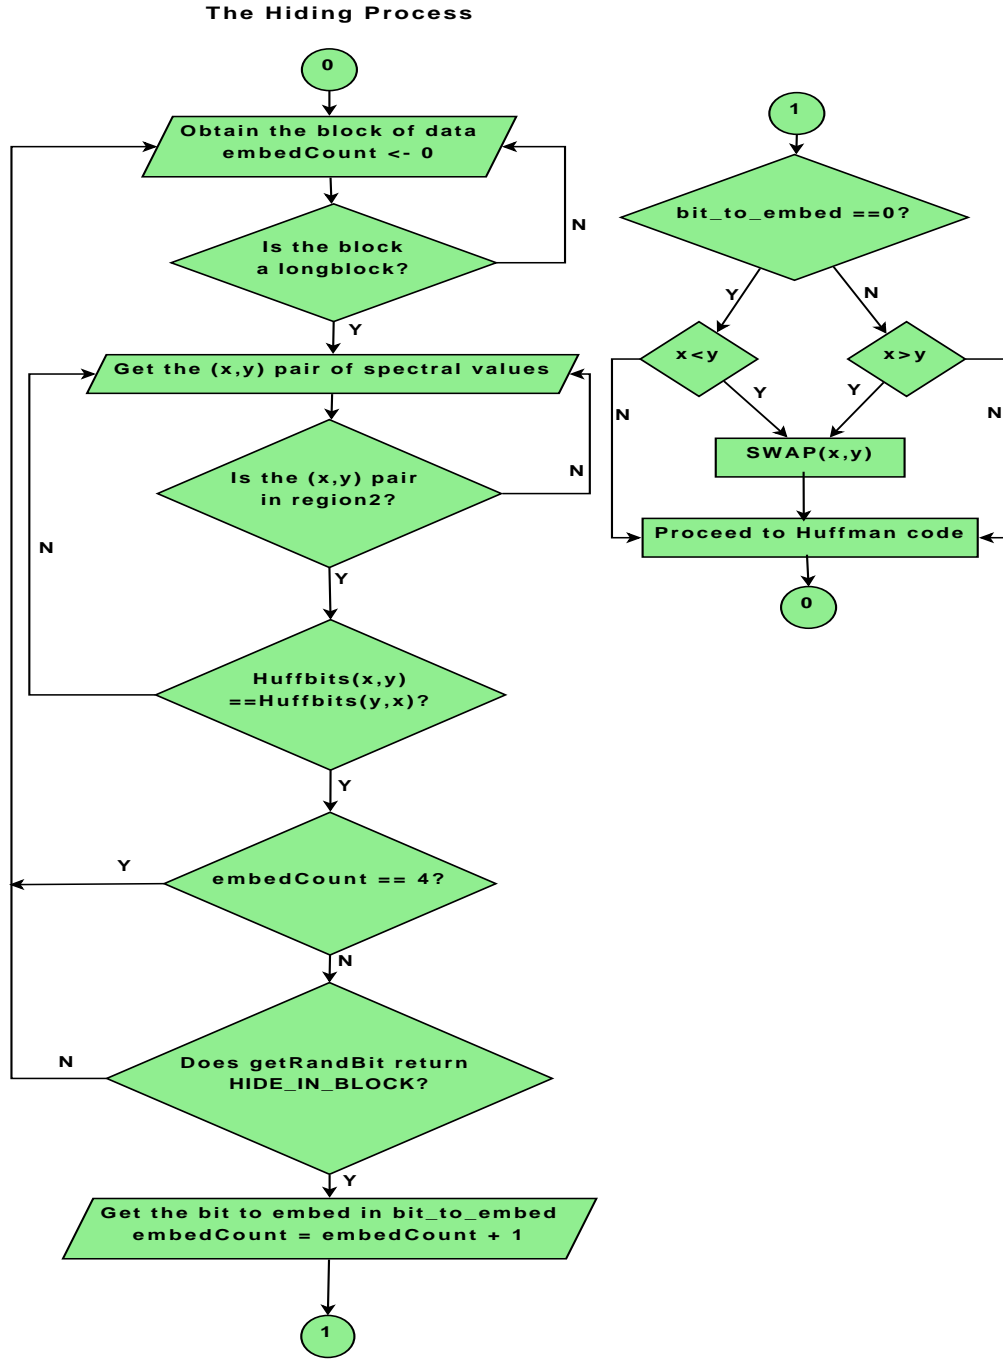 The Hiding Process
0
Obtain the block of data
embedCount <- 0
N
Is the block
a longblock?
Y
Get the (x,y) pair of spectral values
N
Is the (x,y) pair
in region2?
N
Y
Huffbits(x,y)
==Huffbits(y,x)?
Y
Y
embedCount == 4?
N
N
Does getRandBit return
HIDE_IN_BLOCK?
Y
Get the bit to embed in bit_to_embed
embedCount = embedCount + 1
1
1
bit_to_embed ==0?
Y
N
x<y
x>y
Y
Y
N
N
SWAP(x,y)
Proceed to Huffman code
0